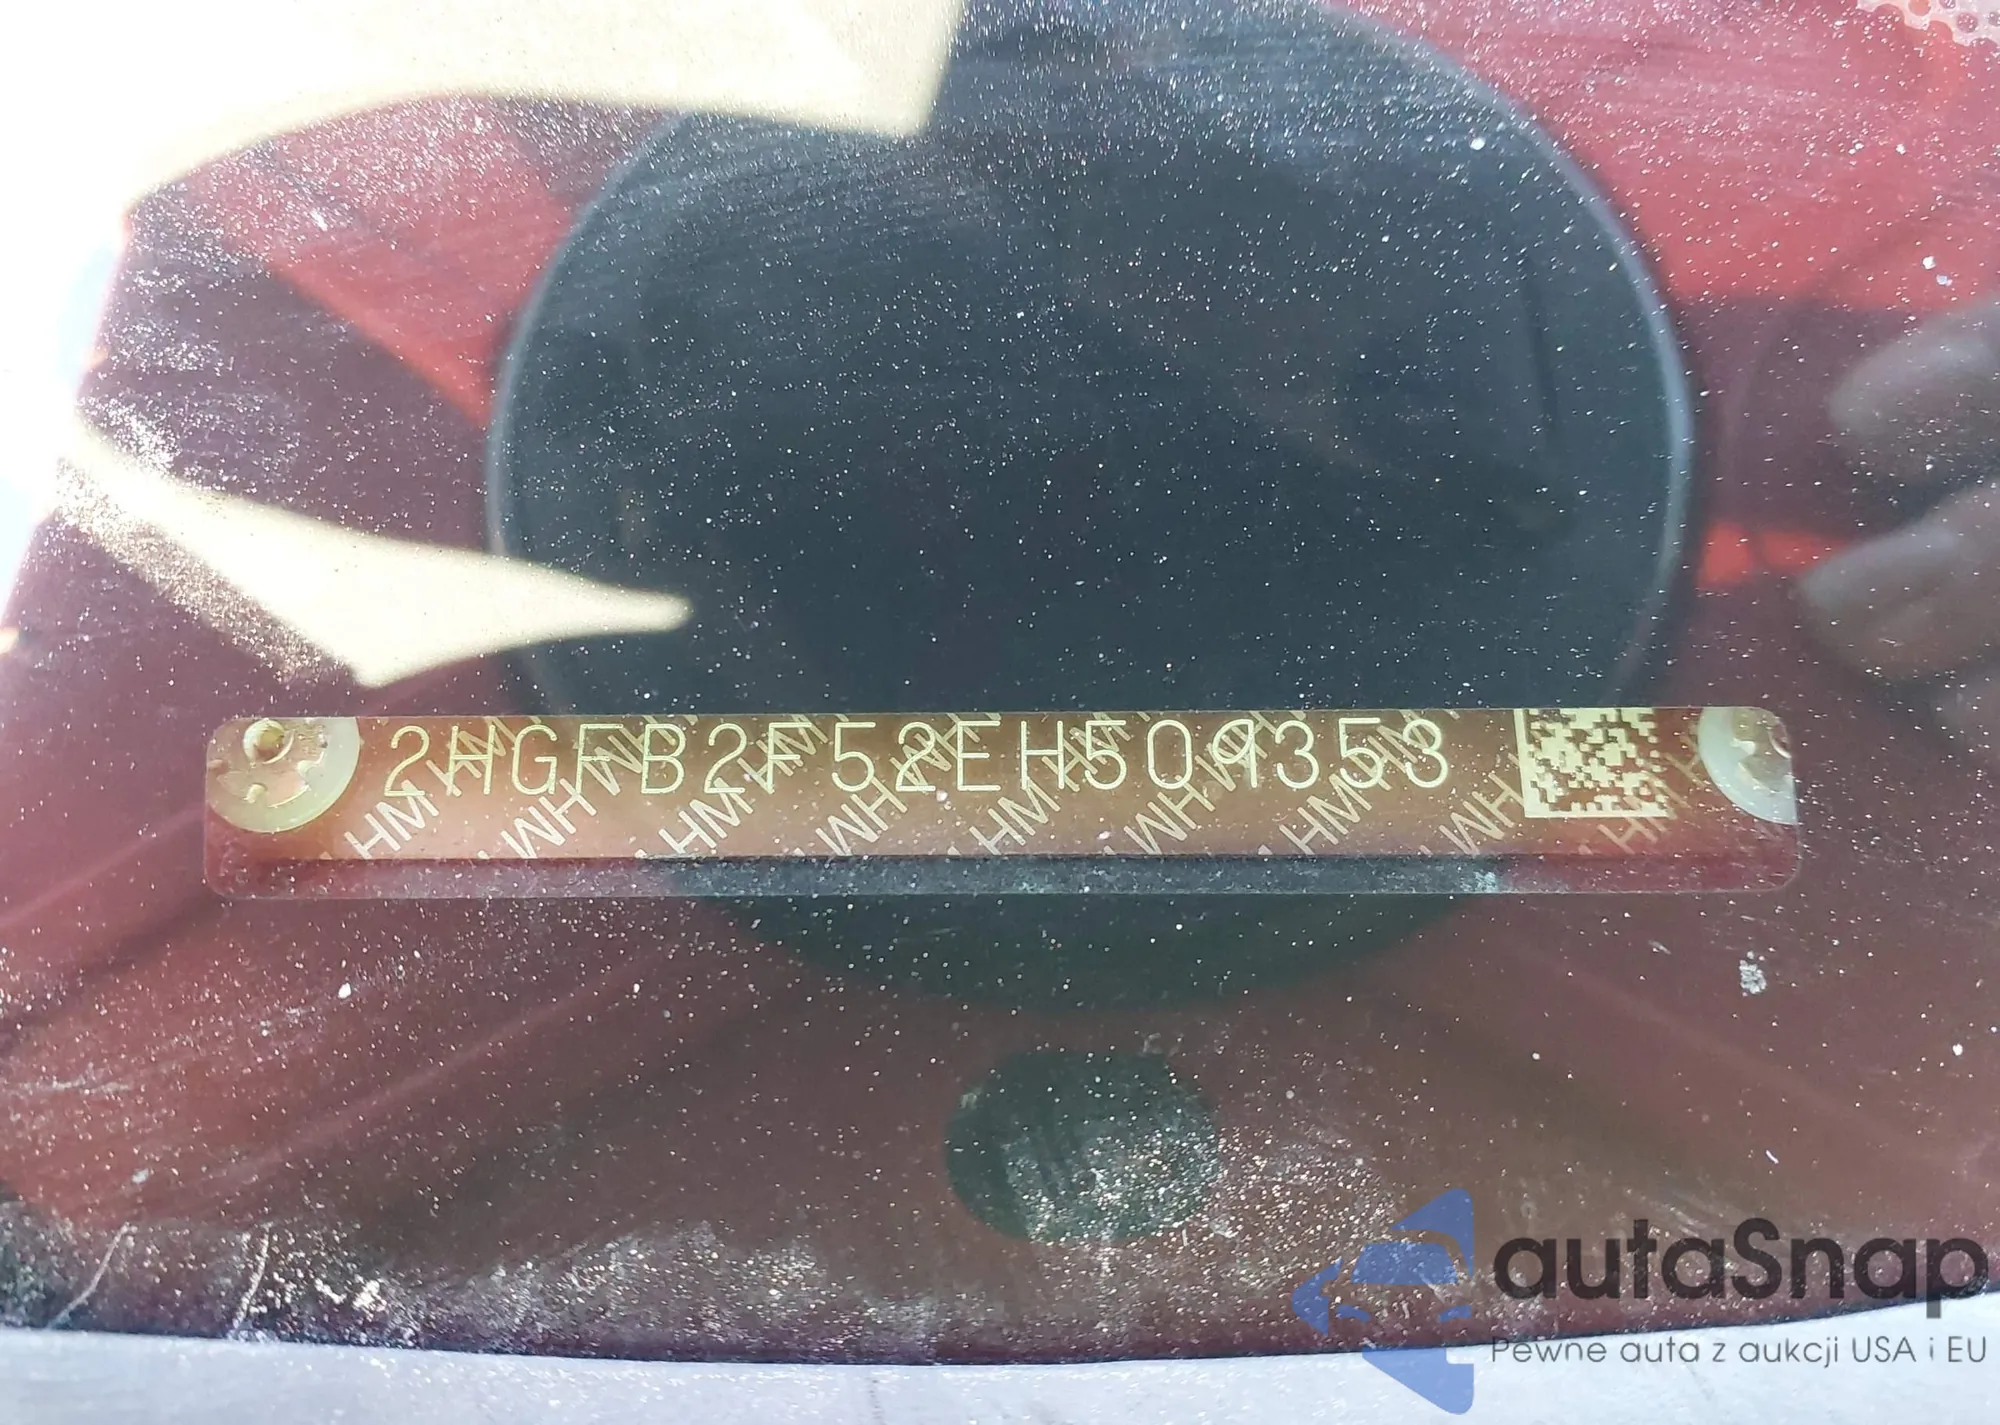 2HGFB2F52EH509353
autaSnap
Pewne auta z aukcji USA i EU